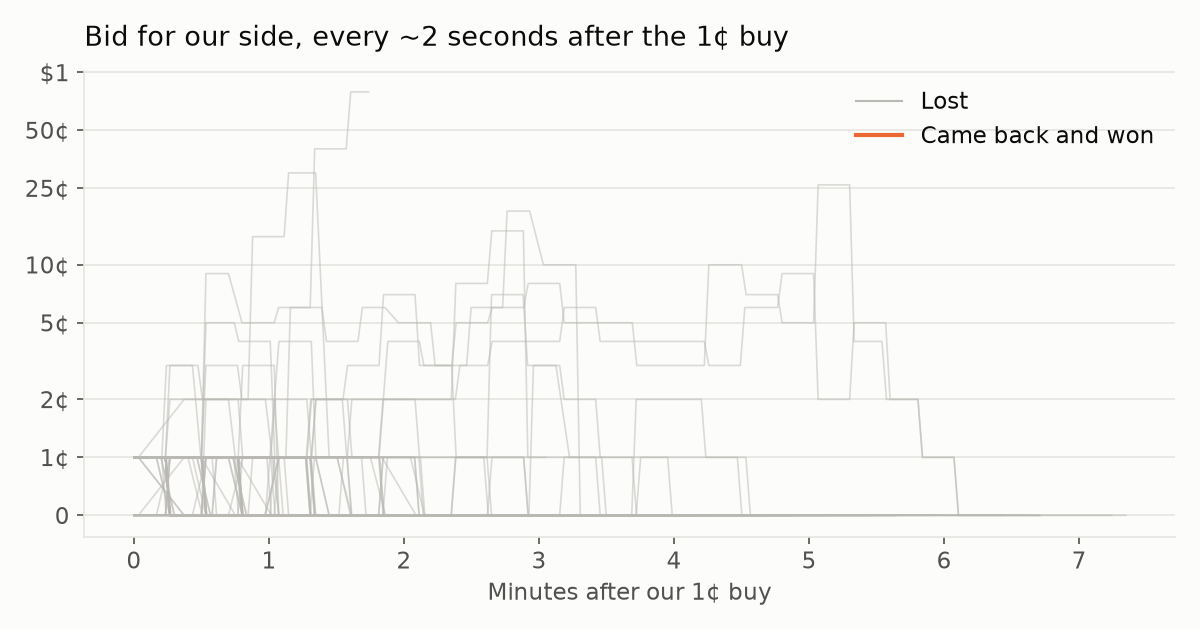 Bid for our side, every ~2 seconds after the 1¢ buy
$1
50¢
25¢
10¢
5¢
2¢
1¢
0
Lost
Came back and won
0 1 2 3 4 5 6 7
Minutes after our 1¢ buy